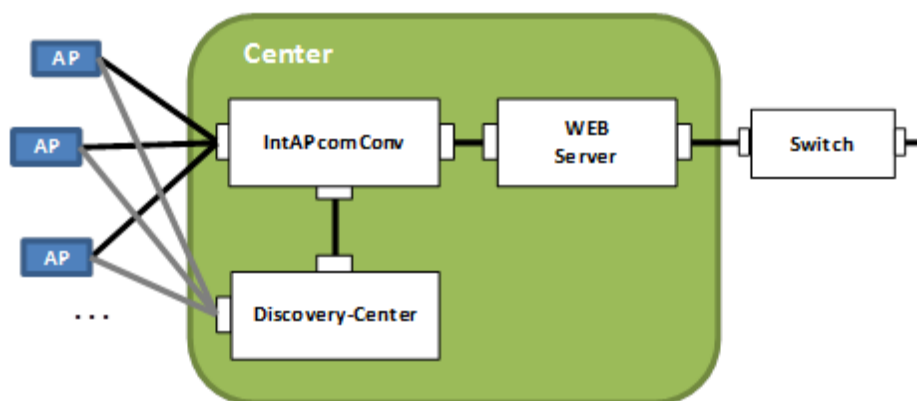 Center
AP
AP
AP
...
IntAPcomConv
WEB
Server
Switch
Discovery-Center